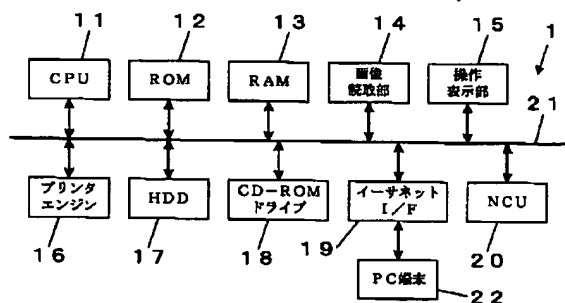 11
12
13
14
15
1
CPU
ROM
RAM
画像
読取部
操作
表示部
21
プリンタ
エンジン
HDD
CD-ROM
ドライブ
イーサネット
I/F
NCU
16
17
18
19
20
PC端末
22